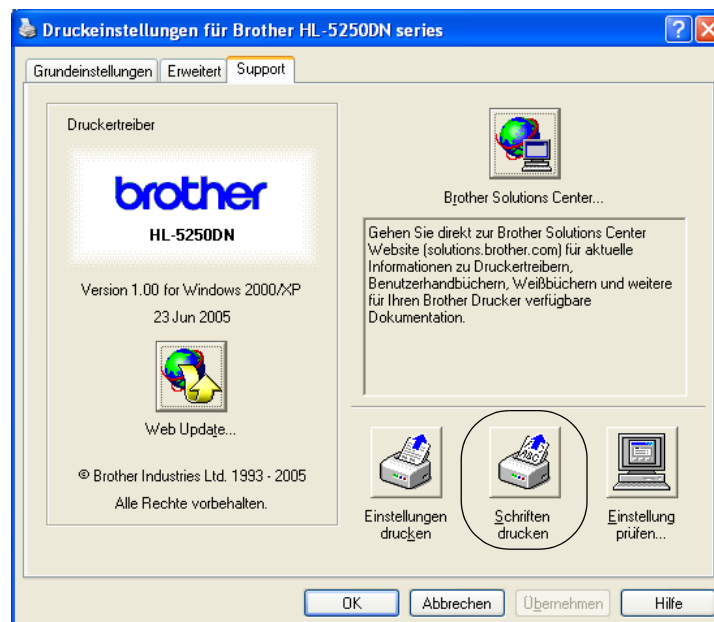 Druckeinstellungen für Brother HL-5250DN series
Grundeinstellungen
Erweitert
Support
Druckertreiber
brother
HL-5250DN
Version 1.00 for Windows 2000/XP
23 Jun 2005
Web Update...
© Brother Industries Ltd. 1993 - 2005
Alle Rechte vorbehalten.
Brother Solutions Center...
Gehen Sie direkt zur Brother Solutions Center
Website (solutions.brother.com) für aktuelle
Informationen zu Druckertreibern,
Benutzerhandbüchern, Weißbüchern und weitere
für Ihren Brother Drucker verfügbare
Dokumentation.
ABC
Einstellungen
drucken
Schriften
drucken
Einstellung
prüfen...
OK
Abbrechen
Übernehmen
Hilfe